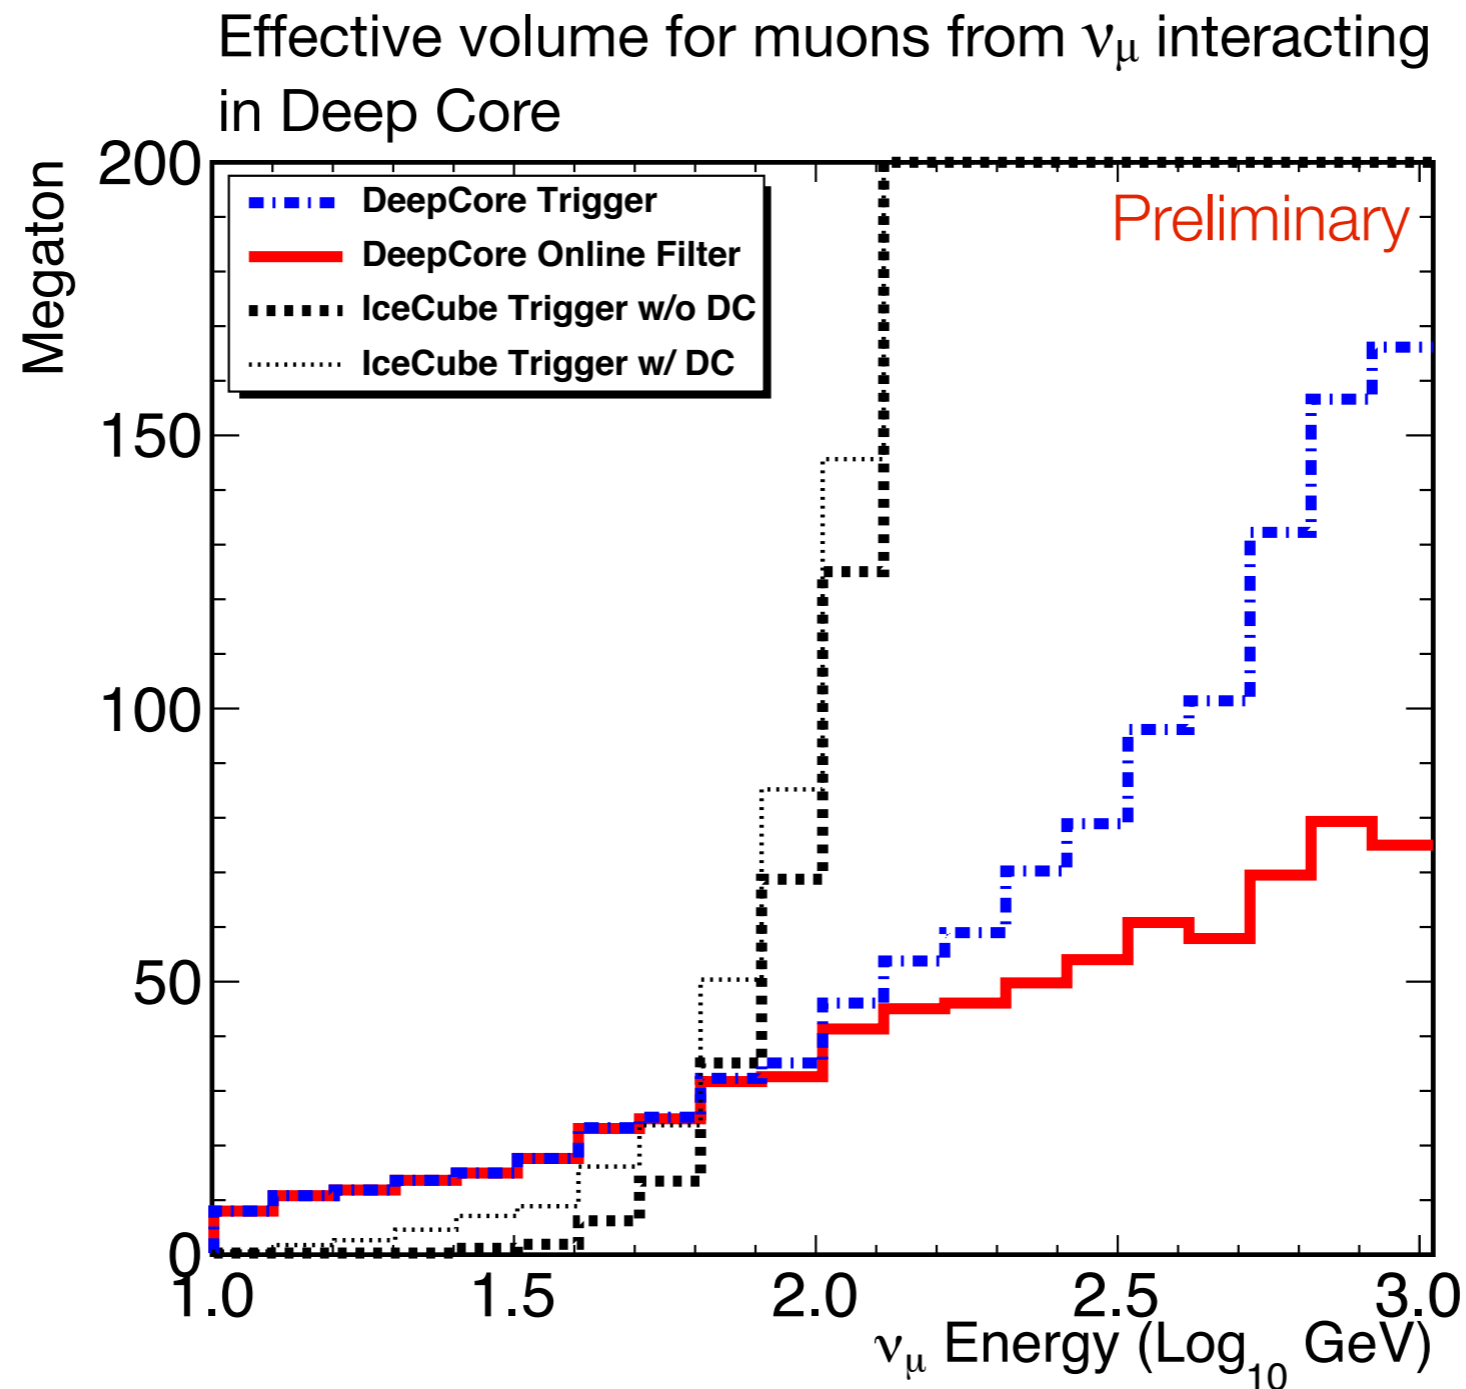 Effective volume for muons from νμ interacting
in Deep Core
Megaton
200
150
100
50
0
DeepCore Trigger
DeepCore Online Filter
IceCube Trigger w/o DC
IceCube Trigger w/ DC
Preliminary
1.0 1.5 2.0 2.5 3.0
νμ Energy (Log10 GeV)